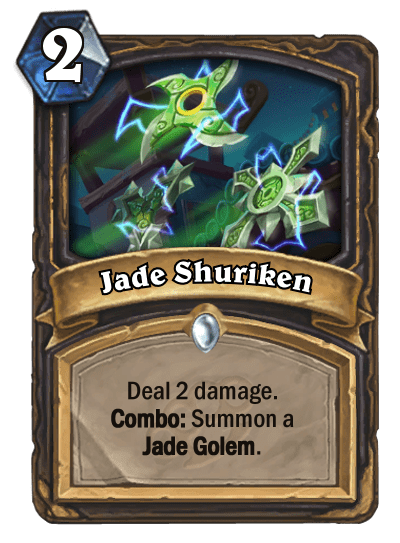 2
Jade Shuriken
Deal 2 damage.
Combo: Summon a
Jade Golem.